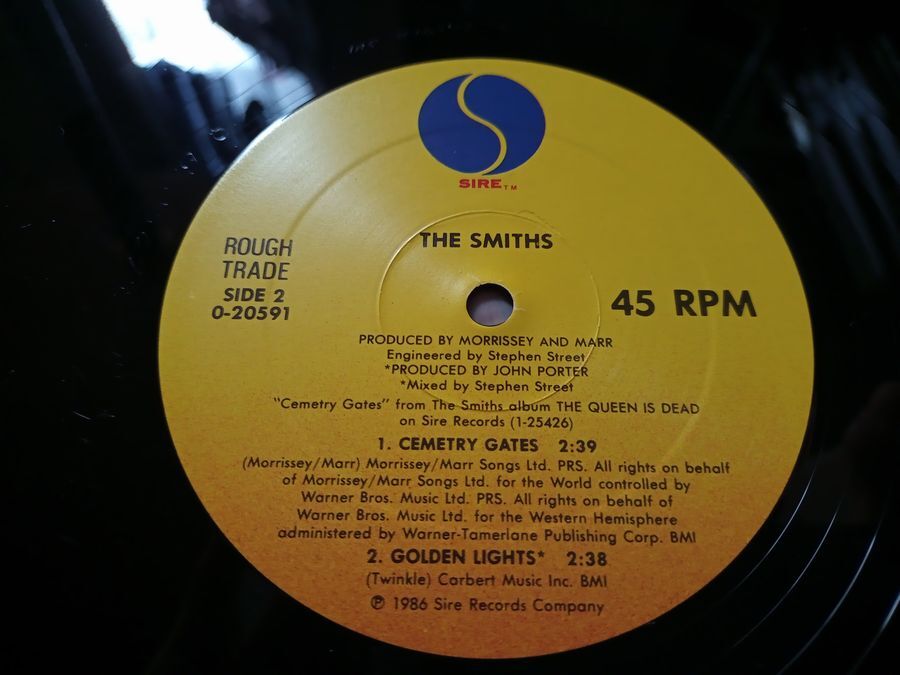 SIRE™
THE SMITHS
ROUGH
TRADE
SIDE 2
0-20591
45 RPM
PRODUCED BY MORRISSEY AND MARR
Engineered by Stephen Street
*PRODUCED BY JOHN PORTER
*Mixed by Stephen Street
"Cemetry Gates" from The Smiths album THE QUEEN IS DEAD
on Sire Records (1-25426)
1. CEMETRY GATES 2:39
(Morrissey/Marr) Morrissey/Marr Songs Ltd. PRS. All rights on behalf
of Morrissey/Marr Songs Ltd. for the World controlled by
Warner Bros. Music Ltd. PRS. All rights on behalf of
Warner Bros. Music Ltd. for the Western Hemisphere
administered by Warner-Tamerlane Publishing Corp. BMI
2. GOLDEN LIGHTS* 2:38
(Twinkle) Carbert Music Inc. BMI
℗ 1986 Sire Records Company